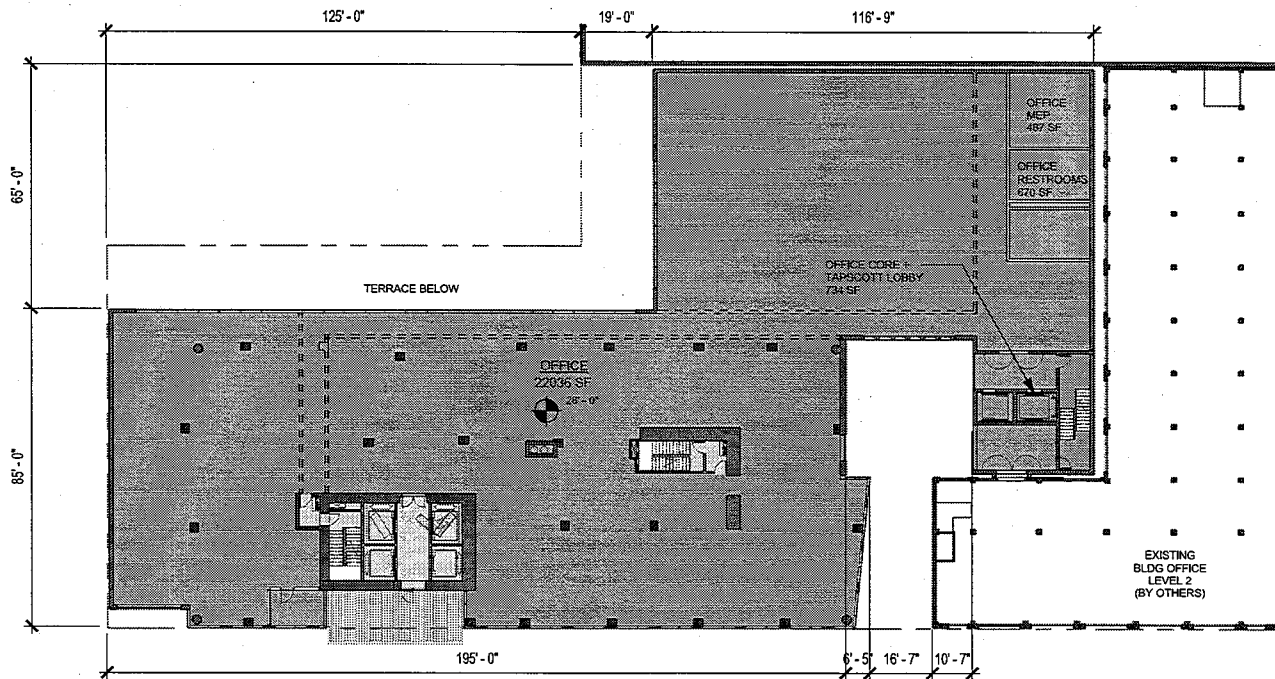 125' - 0"
19' - 0"
116' - 9"
65' - 0"
OFFICE
MEP
487 SF
OFFICE
RESTROOMS
670 SF
OFFICE CORE +
TAPSCOTT LOBBY
734 SF
TERRACE BELOW
OFFICE
22036 SF
28' - 0"
85' - 0"
EXISTING
BLDG OFFICE
LEVEL 2
(BY OTHERS)
195' - 0"
6' - 5"
16' - 7"
10' - 7"